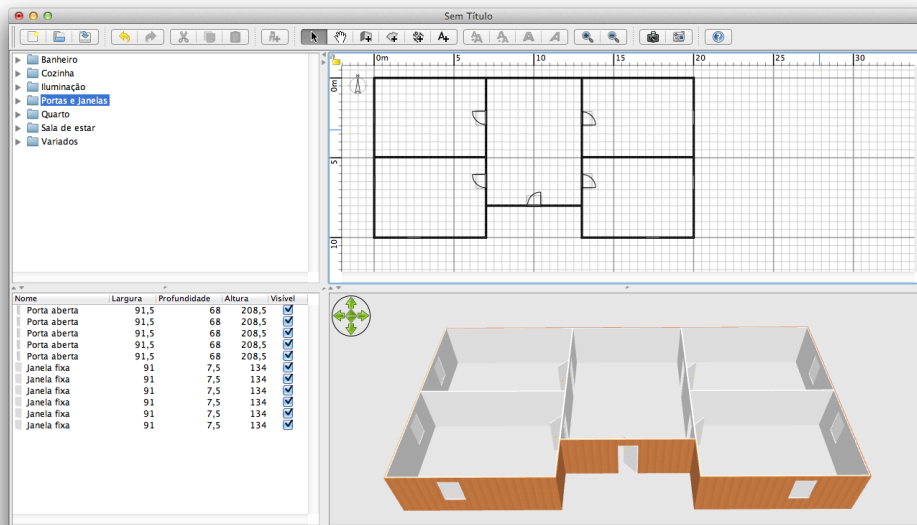 Sem Título
Banheiro
Cozinha
Iluminação
Portas e Janelas
Quarto
Sala de estar
Variados
0m 5 10 15 20 25 30
0m
5
10
Nome Largura Profundidade Altura Visível
Porta aberta 91,5 68 208,5
Porta aberta 91,5 68 208,5
Porta aberta 91,5 68 208,5
Porta aberta 91,5 68 208,5
Porta aberta 91,5 68 208,5
Janela fixa 91 7,5 134
Janela fixa 91 7,5 134
Janela fixa 91 7,5 134
Janela fixa 91 7,5 134
Janela fixa 91 7,5 134
Janela fixa 91 7,5 134